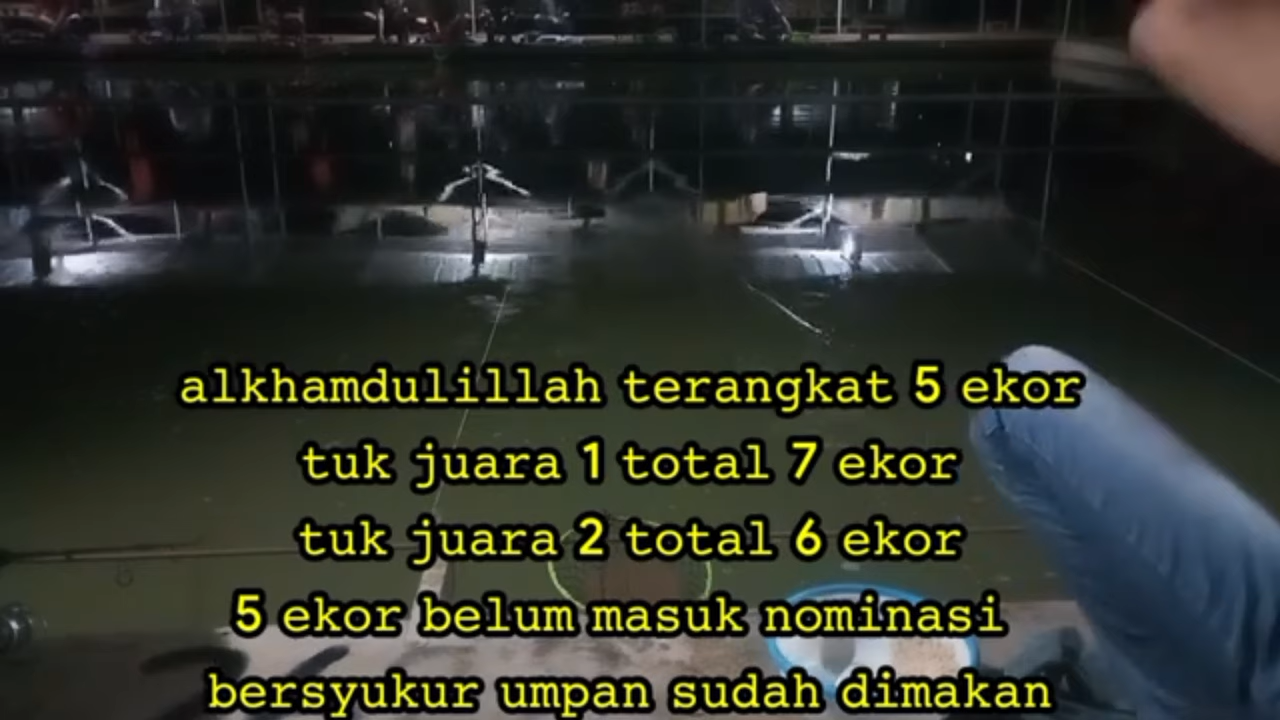 alkhamdulillah terangkat 5 ekor
tuk juara 1 total 7 ekor
tuk juara 2 total 6 ekor
5 ekor belum masuk nominasi
bersyukur umpan sudah dimakan